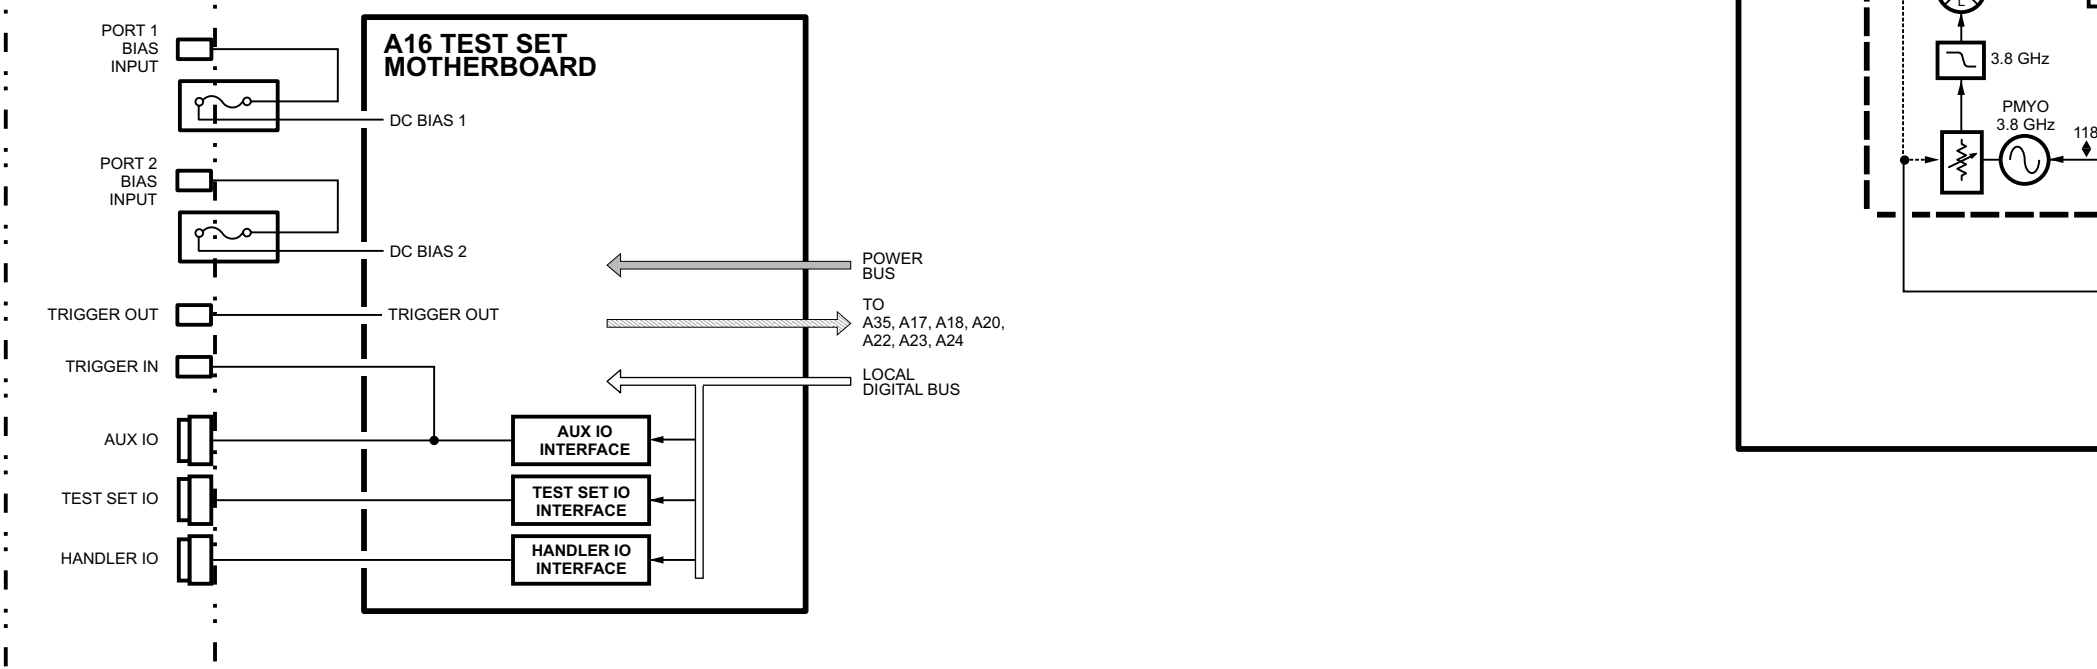 PORT 1
BIAS
INPUT
A16 TEST SET
MOTHERBOARD
DC BIAS 1
PORT 2
BIAS
INPUT
DC BIAS 2
TRIGGER OUT
TRIGGER OUT
TRIGGER IN
AUX IO
TEST SET IO
HANDLER IO
AUX IO
INTERFACE
TEST SET IO
INTERFACE
HANDLER IO
INTERFACE
POWER
BUS
TO
A35, A17, A18, A20,
A22, A23, A24
LOCAL
DIGITAL BUS
L
3.8 GHz
PMYO
3.8 GHz
118